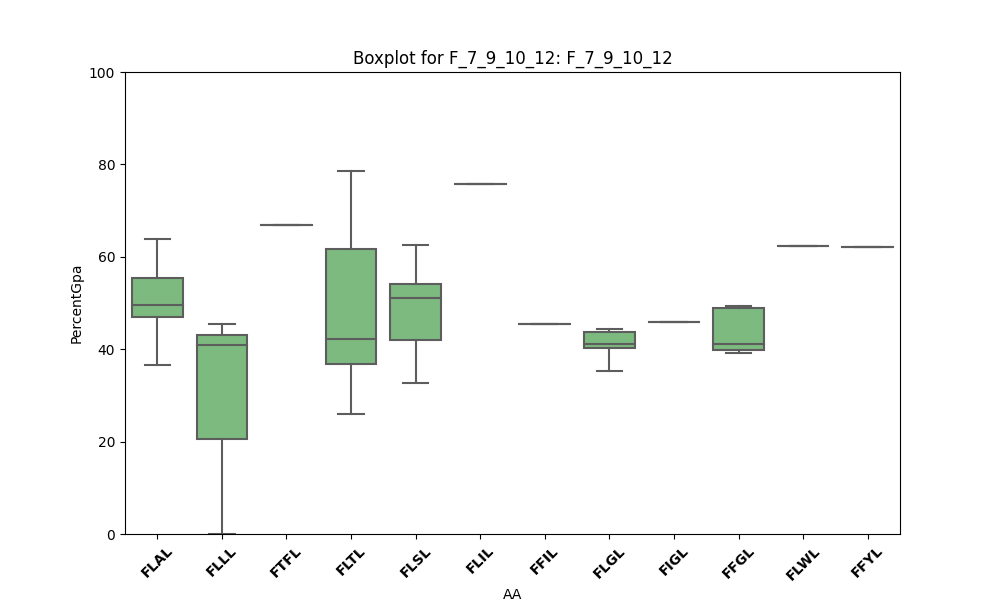 Boxplot for F_7_9_10_12: F_7_9_10_12
100
80
60
40
20
0
PercentGpa
FLAL
FLLL
FTFL
FLTL
FLSL
FLIL
FFIL
FLGL
FIGL
FFGL
FLWL
FFYL
AA